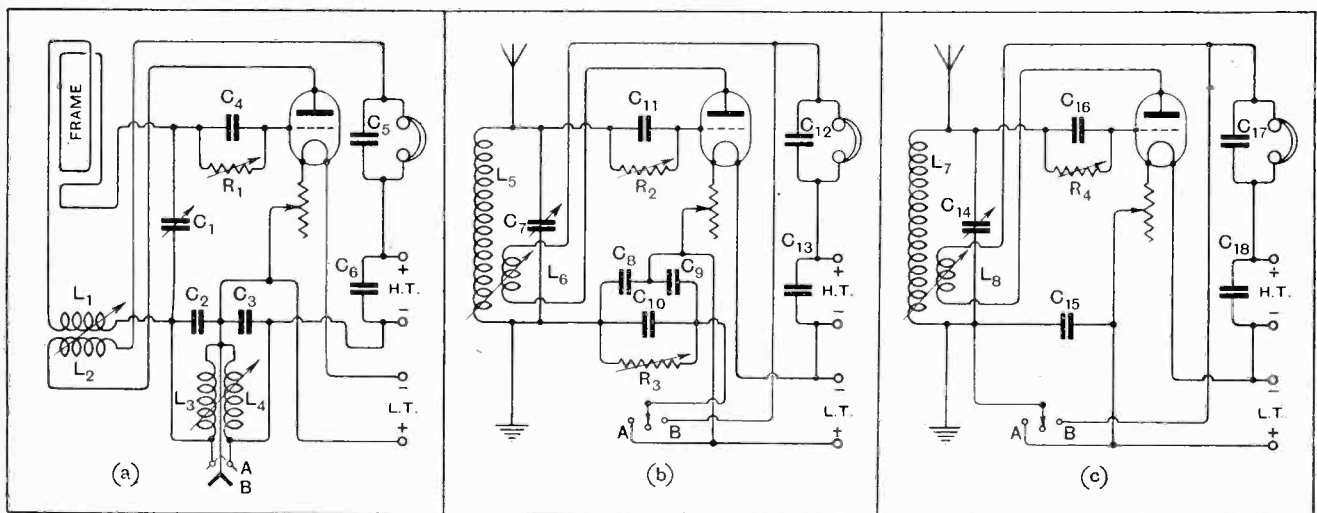 FRAME
C4
R1
C5
C1
C6
+
H.T.
−
L1
L2
C2
C3
L3
L4
−
L.T.
+
A
B
(a)
C11
R2
C12
L5
C7
L6
C8
C9
C10
R3
C13
+
H.T.
−
−
L.T.
+
A
B
(b)
C16
R4
C17
L7
C14
L8
C15
C18
+
H.T.
−
−
L.T.
+
A
B
(c)